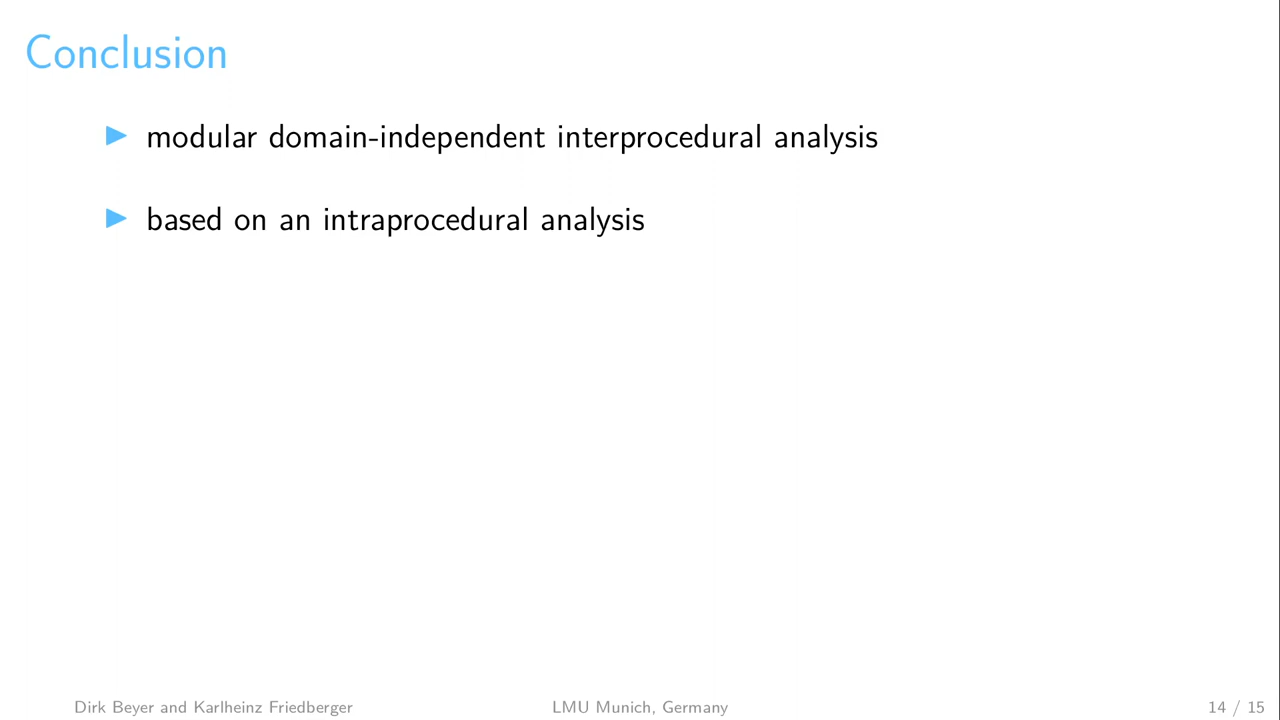 Conclusion
modular domain-independent interprocedural analysis
based on an intraprocedural analysis
Dirk Beyer and Karlheinz Friedberger LMU Munich, Germany 14 / 15